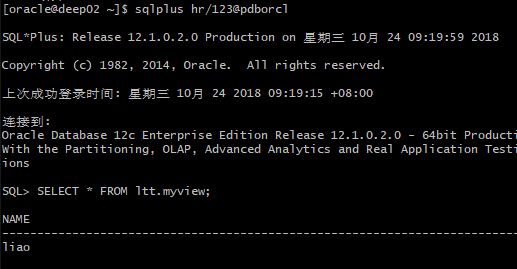 [oracle@deep02 ~]$ sqlplus hr/123@pdborcl
SQL*Plus: Release 12.1.0.2.0 Production on 星期三 10月 24 09:19:59 2018
Copyright (c) 1982, 2014, Oracle.  All rights reserved.
上次成功登录时间: 星期三 10月 24 2018 09:19:15 +08:00
连接到:
Oracle Database 12c Enterprise Edition Release 12.1.0.2.0 - 64bit Producti
With the Partitioning, OLAP, Advanced Analytics and Real Application Testi
ions
SQL> SELECT * FROM ltt.myview;
NAME
--------------------------------------------------------------------------
liao